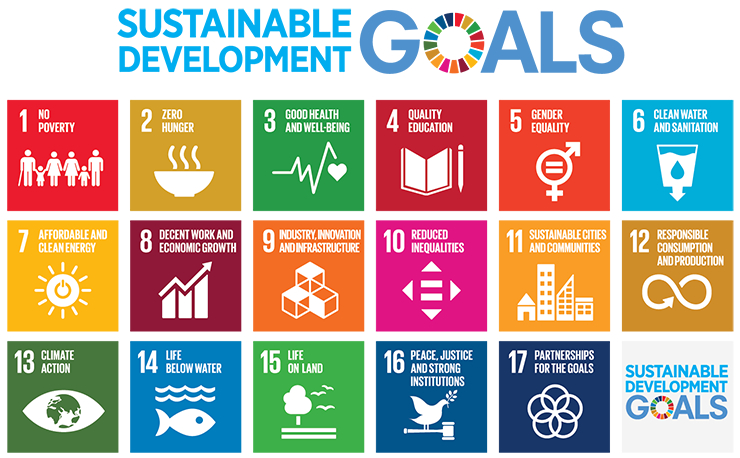 SUSTAINABLE
DEVELOPMENT
GOALS
1 NO
POVERTY
2 ZERO
HUNGER
3 GOOD HEALTH
AND WELL-BEING
4 QUALITY
EDUCATION
5 GENDER
EQUALITY
6 CLEAN WATER
AND SANITATION
7 AFFORDABLE AND
CLEAN ENERGY
8 DECENT WORK AND
ECONOMIC GROWTH
9 INDUSTRY, INNOVATION
AND INFRASTRUCTURE
10 REDUCED
INEQUALITIES
11 SUSTAINABLE CITIES
AND COMMUNITIES
12 RESPONSIBLE
CONSUMPTION
AND PRODUCTION
13 CLIMATE
ACTION
14 LIFE
BELOW WATER
15 LIFE
ON LAND
16 PEACE, JUSTICE
AND STRONG
INSTITUTIONS
17 PARTNERSHIPS
FOR THE GOALS
SUSTAINABLE
DEVELOPMENT
GOALS